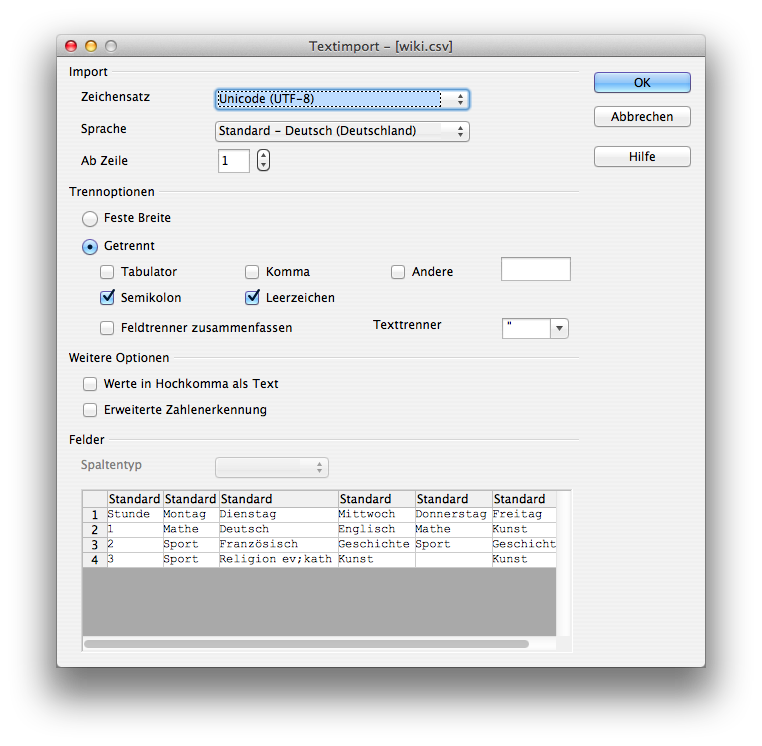 Textimport – [wiki.csv]
Import
OK
Zeichensatz Unicode (UTF-8)
Abbrechen
Sprache Standard – Deutsch (Deutschland)
Ab Zeile 1
Hilfe
Trennoptionen
Feste Breite
Getrennt
Tabulator Komma Andere
Semikolon Leerzeichen
Feldtrenner zusammenfassen Texttrenner "
Weitere Optionen
Werte in Hochkomma als Text
Erweiterte Zahlenerkennung
Felder
Spaltentyp
Standard Standard Standard Standard Standard Standard
1 Stunde Montag Dienstag Mittwoch Donnerstag Freitag
2 1 Mathe Deutsch Englisch Mathe Kunst
3 2 Sport Französisch Geschichte Sport Geschicht
4 3 Sport Religion ev;kath Kunst Kunst